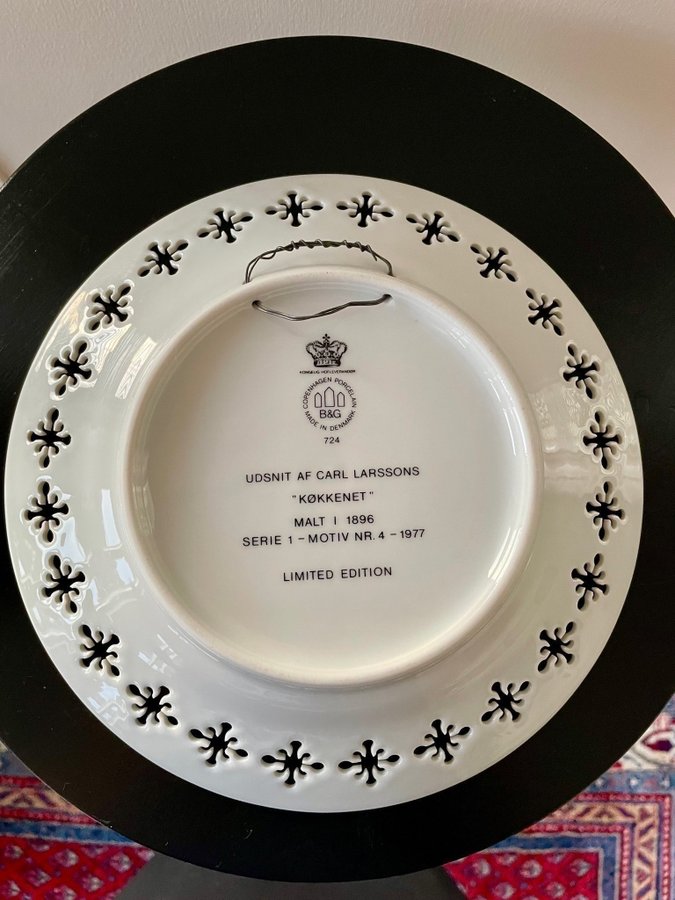 KONGELIG HOFLEVERANDØR
COPENHAGEN PORCELAIN
B&G
MADE IN DENMARK
724
UDSNIT AF CARL LARSSONS
"KØKKENET"
MALT I 1896
SERIE 1 – MOTIV NR. 4 – 1977
LIMITED EDITION